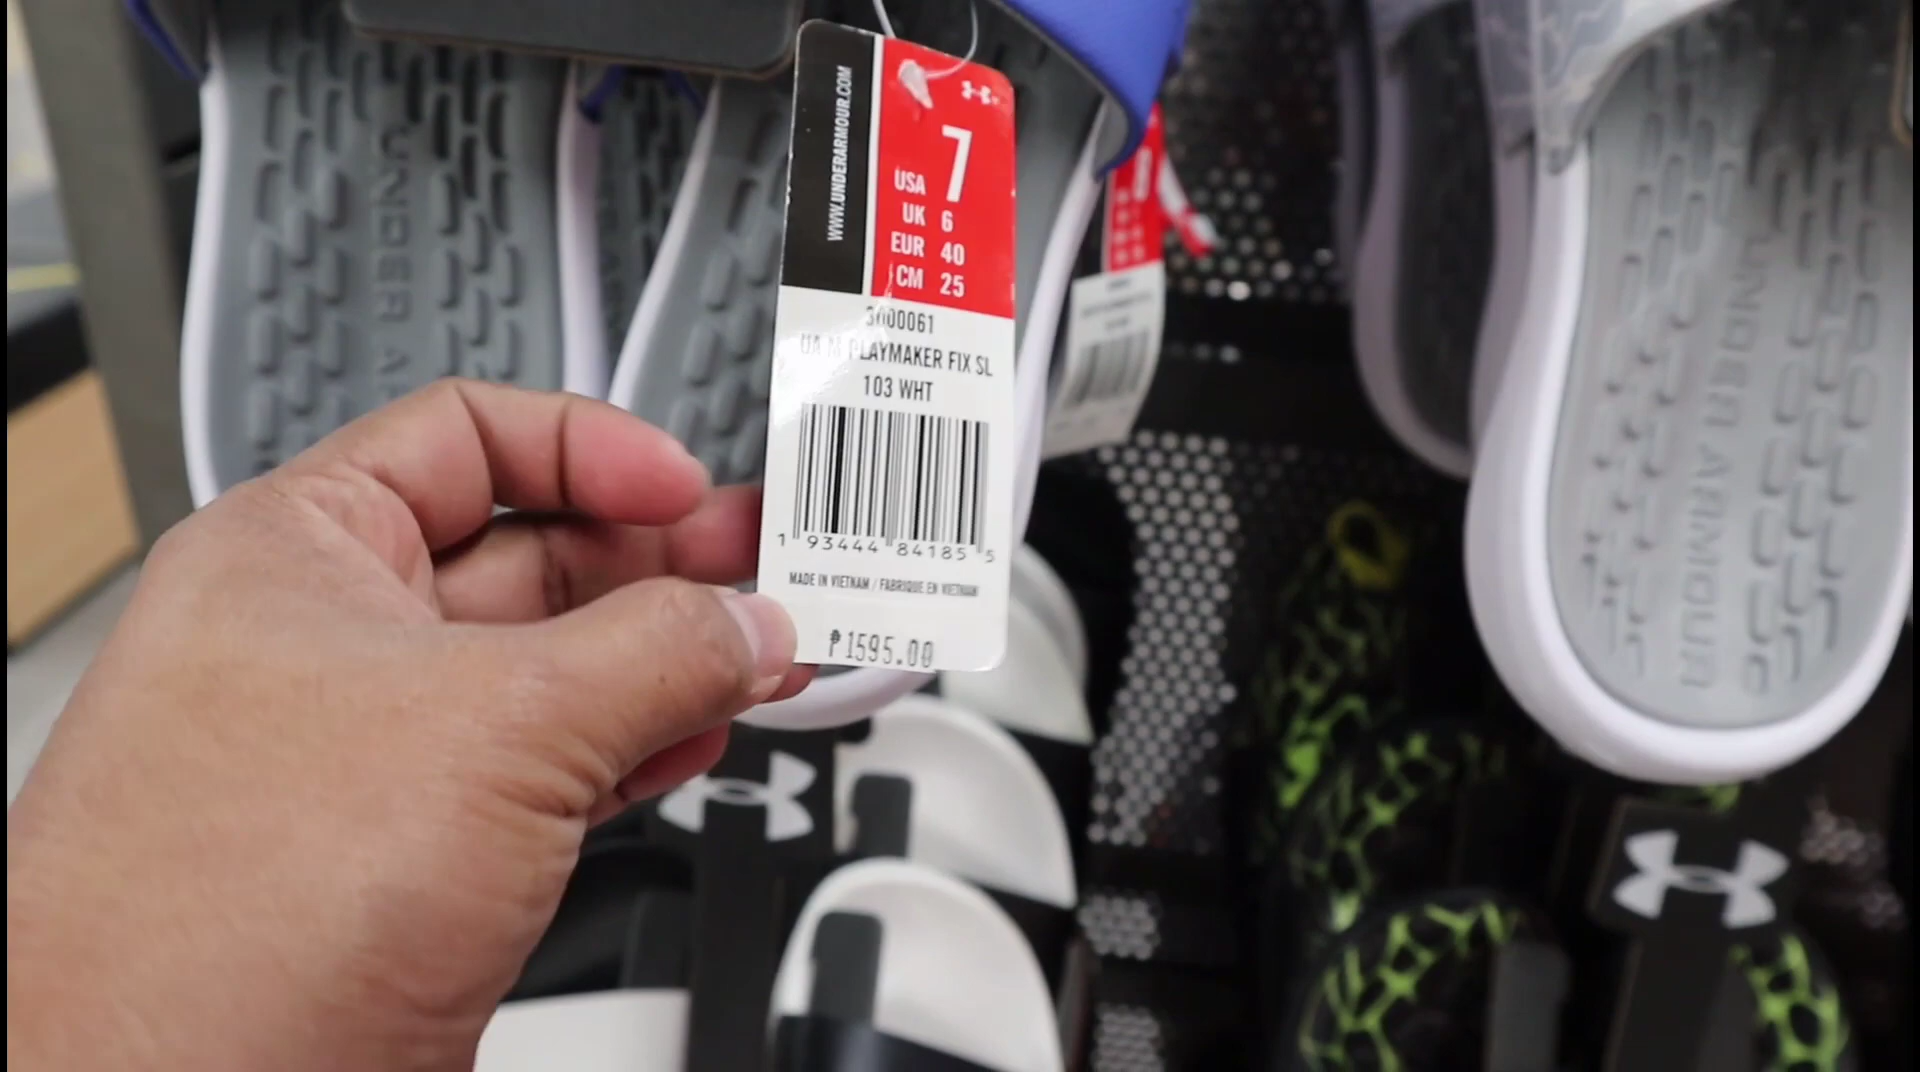 WWW.UNDERARMOUR.COM
7
USA
UK 6
EUR 40
CM 25
3000061
UA M PLAYMAKER FIX SL
103 WHT
1 93444 84185 5
MADE IN VIETNAM / FABRIQUE EN VIETNAM
₱1595.00
UNDER AR
UNDER ARMOUR